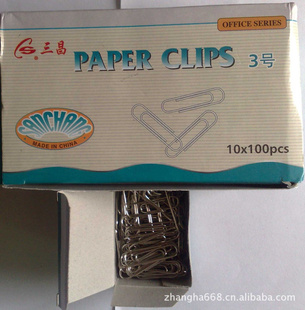 OFFICE SERIES
三昌
PAPER CLIPS 3号
SANCHANG
MADE IN CHINA
10x100pcs
zhangha668.cn.alibaba.com